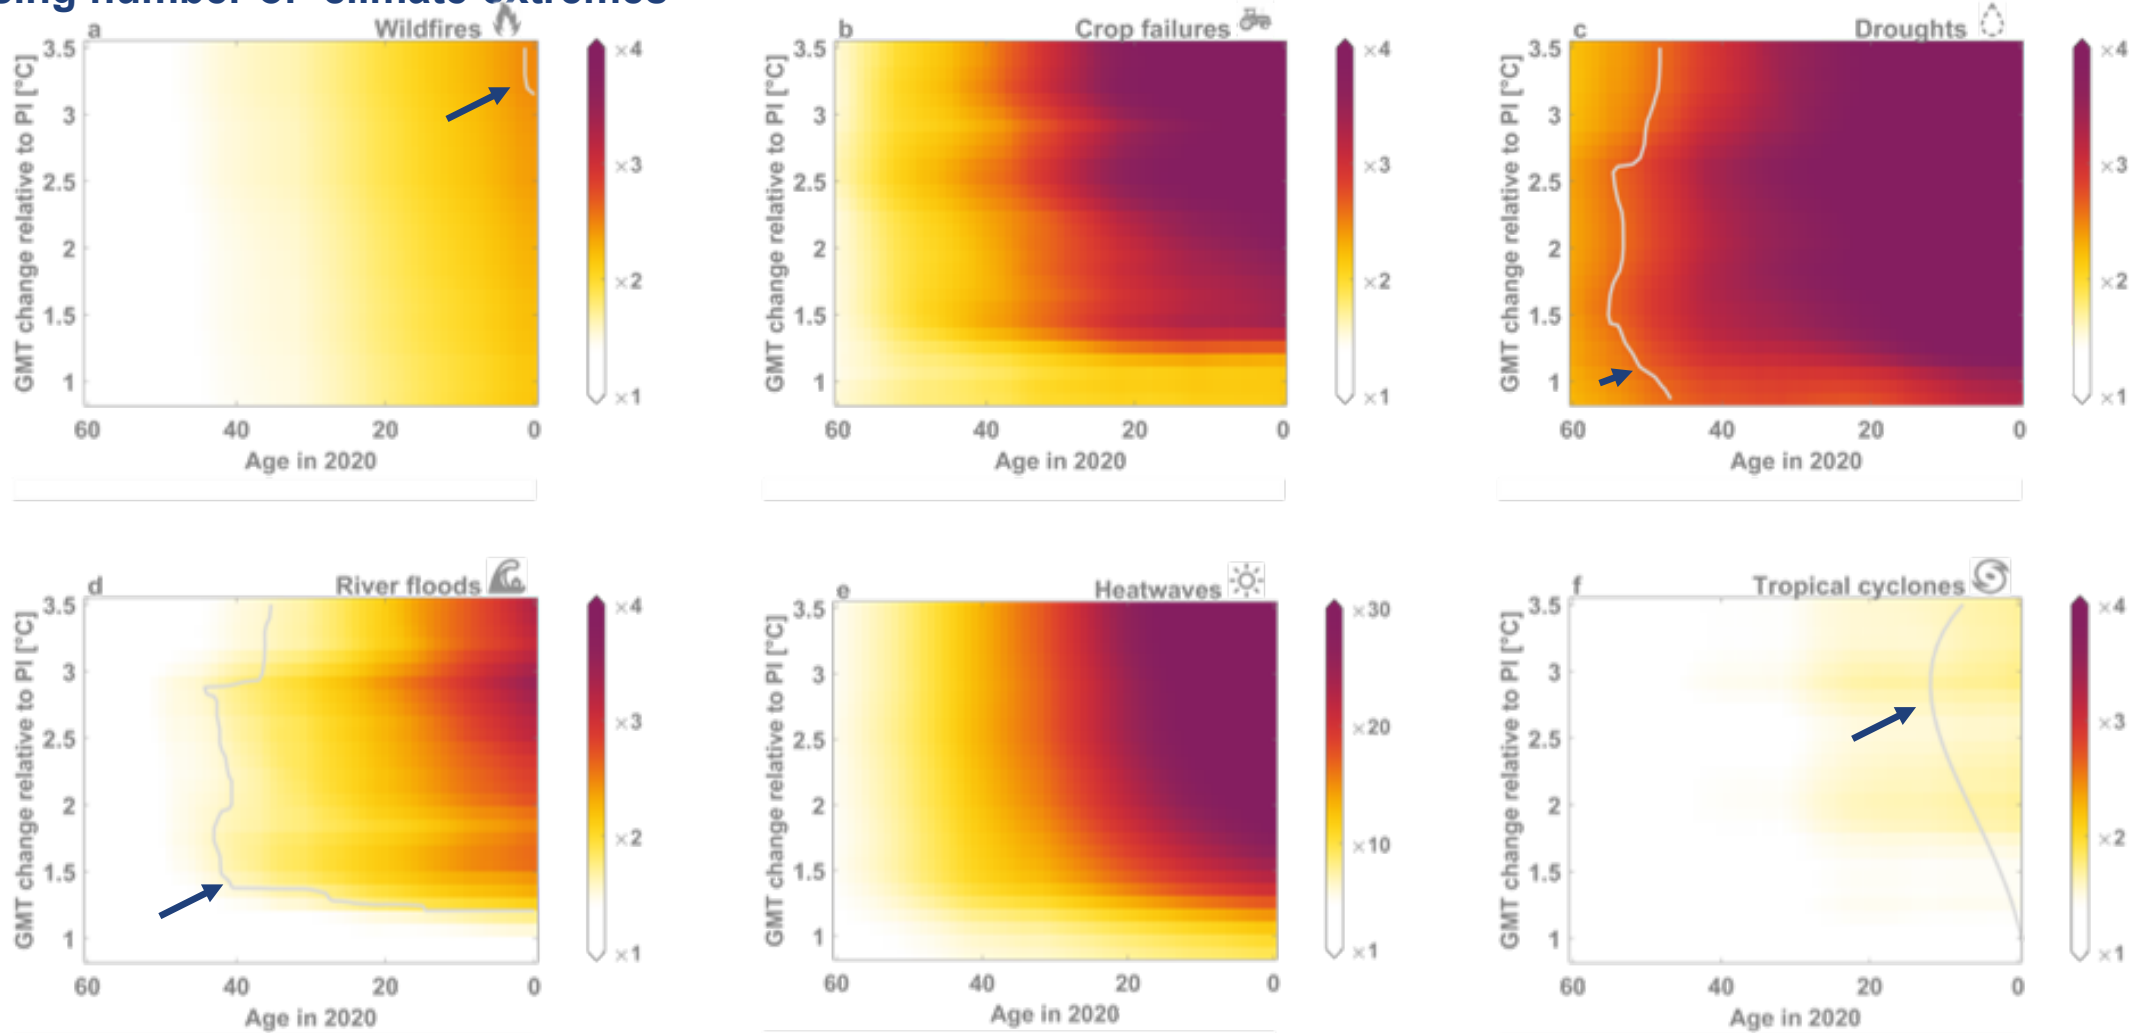 a Wildfires
GMT change relative to PI [°C]
3.5
3
2.5
2
1.5
1
60 40 20 0
Age in 2020
×4
×3
×2
×1
b Crop failures
GMT change relative to PI [°C]
3.5
3
2.5
2
1.5
1
60 40 20 0
Age in 2020
×4
×3
×2
×1
c Droughts
GMT change relative to PI [°C]
3.5
3
2.5
2
1.5
1
60 40 20 0
Age in 2020
×4
×3
×2
×1
d River floods
GMT change relative to PI [°C]
3.5
3
2.5
2
1.5
1
60 40 20 0
Age in 2020
×4
×3
×2
×1
e Heatwaves
GMT change relative to PI [°C]
3.5
3
2.5
2
1.5
1
60 40 20 0
Age in 2020
×30
×20
×10
×1
f Tropical cyclones
GMT change relative to PI [°C]
3.5
3
2.5
2
1.5
1
60 40 20 0
Age in 2020
×4
×3
×2
×1